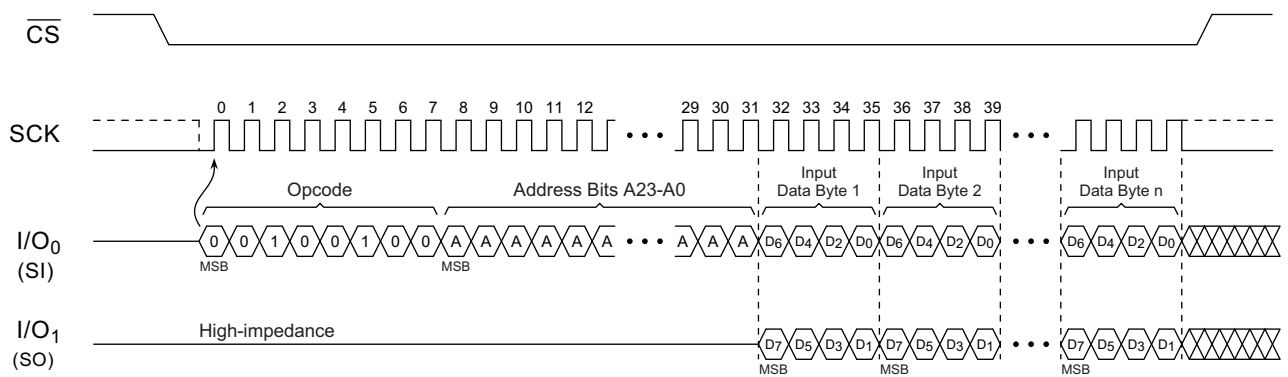 CS
0 1 2 3 4 5 6 7 8 9 10 11 12 29 30 31 32 33 34 35 36 37 38 39
SCK
Opcode
Address Bits A23-A0
Input
Data Byte 1
Input
Data Byte 2
Input
Data Byte n
I/O0
(SI)
0 0 1 0 0 1 0 0 A A A A A A A A A D6 D4 D2 D0 D6 D4 D2 D0 D6 D4 D2 D0
MSB MSB
I/O1
(SO)
High-impedance
D7 D5 D3 D1 D7 D5 D3 D1 D7 D5 D3 D1
MSB MSB MSB